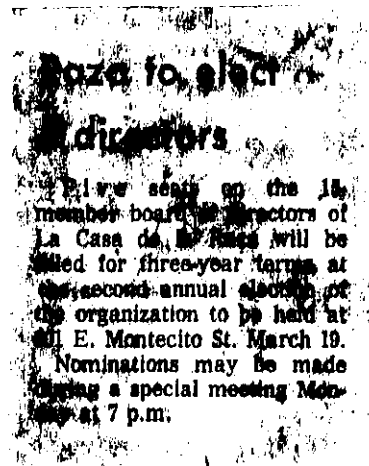 Raza to elect
directors
Five seats on the 15-
member board of directors of
La Casa de la Raza will be
filled for three-year terms at
the second annual election of
the organization to be held at
E. Montecito St. March 19.
Nominations may be made
during a special meeting Mon-
day at 7 p.m.